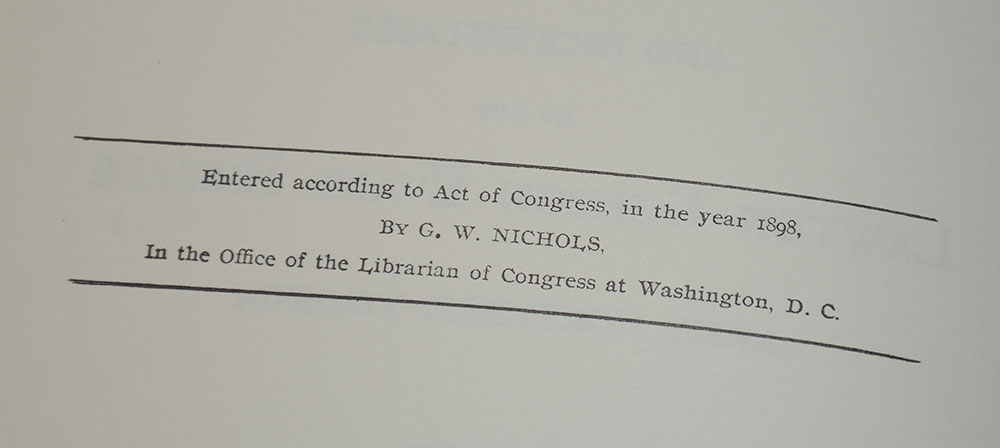 Entered according to Act of Congress, in the year 1898,
BY G. W. NICHOLS,
In the Office of the Librarian of Congress at Washington, D. C.